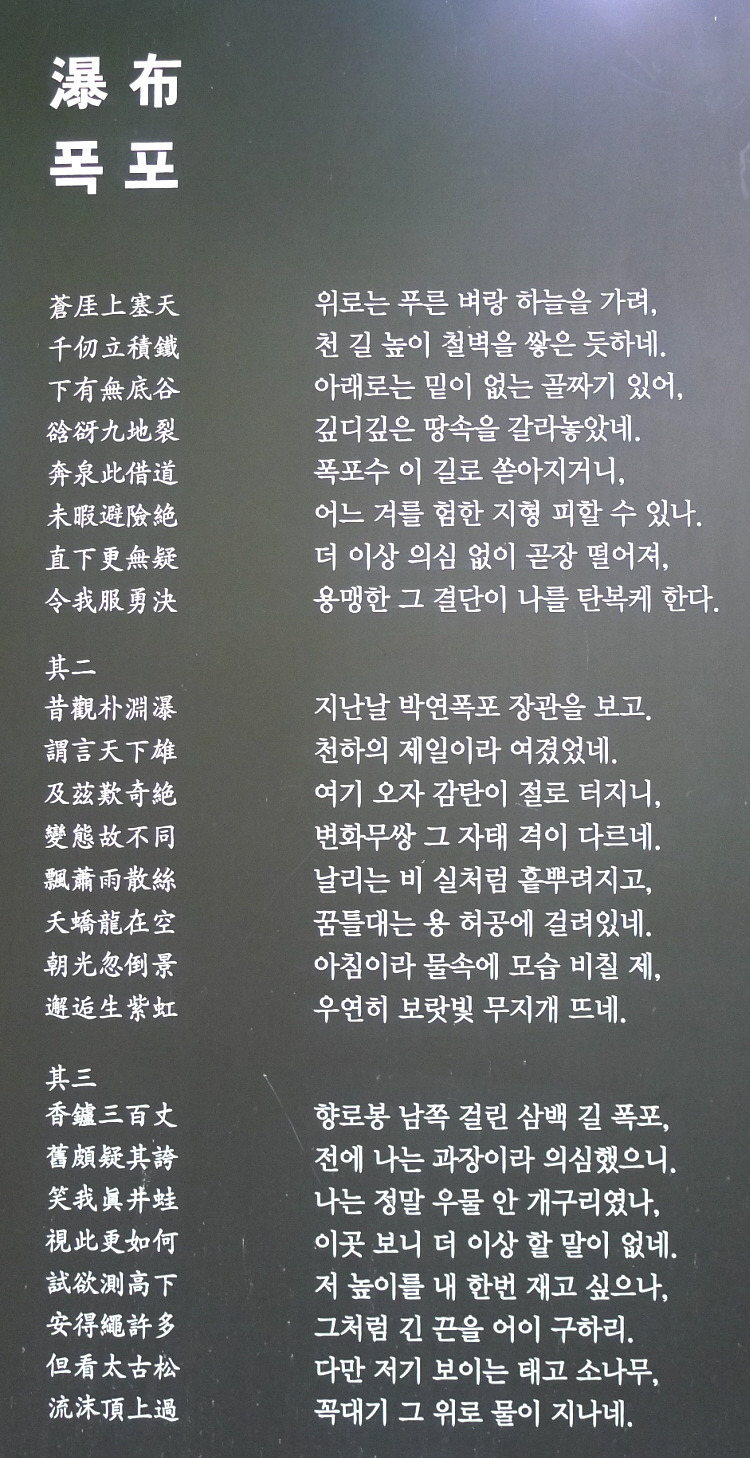 瀑布
폭포
蒼厓上塞天 위로는 푸른 벼랑 하늘을 가려,
千仞立積鐵 천 길 높이 철벽을 쌓은 듯하네.
下有無底谷 아래로는 밑이 없는 골짜기 있어,
谽谺九地裂 깊디깊은 땅속을 갈라놓았네.
奔泉此借道 폭포수 이 길로 쏟아지거니,
未暇避險絶 어느 겨를 험한 지형 피할 수 있나.
直下更無疑 더 이상 의심 없이 곧장 떨어져,
令我服勇決 용맹한 그 결단이 나를 탄복케 한다.
其二
昔觀朴淵瀑 지난날 박연폭포 장관을 보고.
謂言天下雄 천하의 제일이라 여겼었네.
及茲歎奇絶 여기 오자 감탄이 절로 터지니,
變態故不同 변화무쌍 그 자태 격이 다르네.
飄蕭雨散絲 날리는 비 실처럼 흩뿌려지고,
夭蟜龍在空 꿈틀대는 용 허공에 걸려있네.
朝光忽倒景 아침이라 물속에 모습 비칠 제,
邂逅生紫虹 우연히 보랏빛 무지개 뜨네.
其三
香鑪三百丈 향로봉 남쪽 걸린 삼백 길 폭포,
舊頗疑其誇 전에 나는 과장이라 의심했으니.
笑我眞井蛙 나는 정말 우물 안 개구리였나,
視此更如何 이곳 보니 더 이상 할 말이 없네.
試欲測高下 저 높이를 내 한번 재고 싶으나,
安得繩許多 그처럼 긴 끈을 어이 구하리.
但看太古松 다만 저기 보이는 태고 소나무,
流沫頂上過 꼭대기 그 위로 물이 지나네.